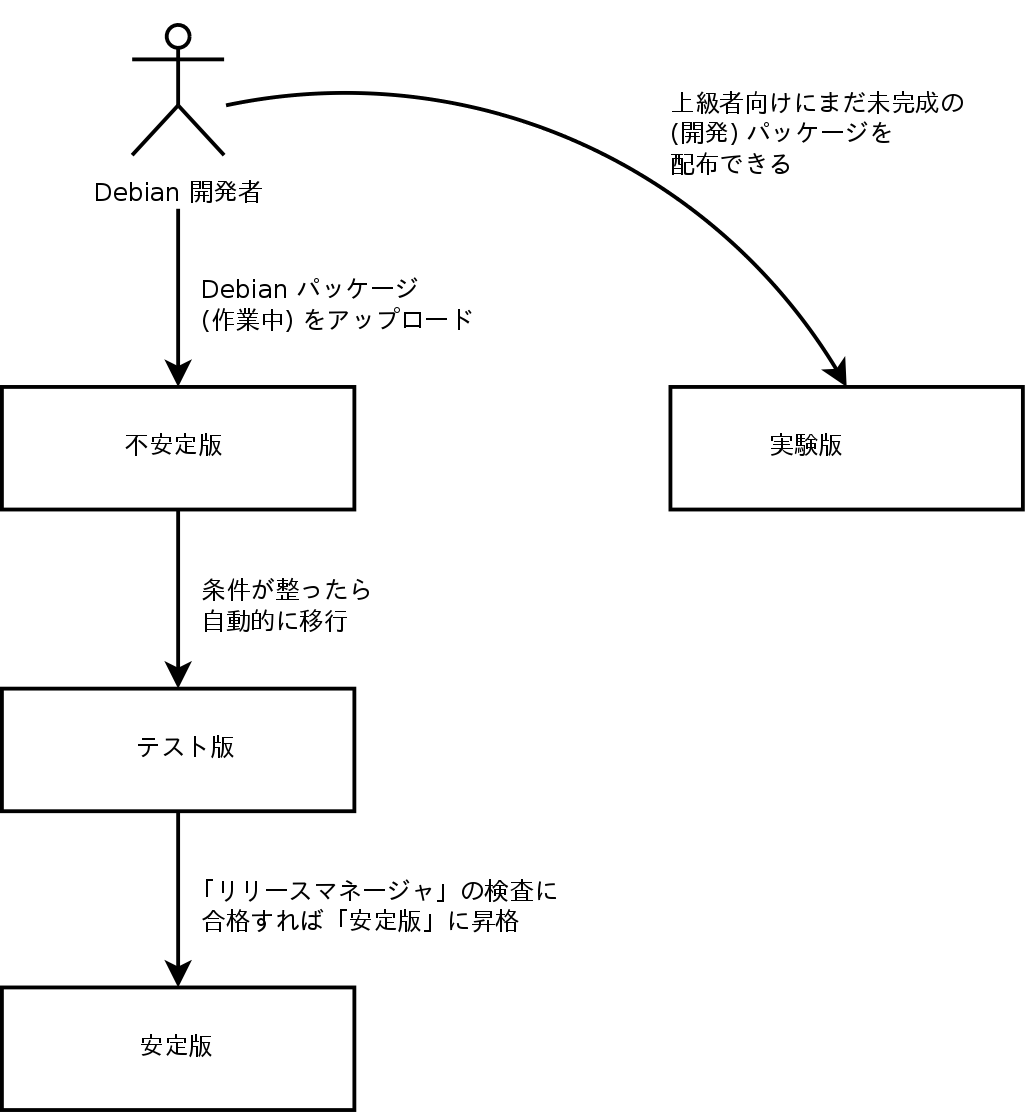 上級者向けにまだ未完成の
(開発) パッケージを
配布できる
Debian 開発者
Debian パッケージ
(作業中) をアップロード
不安定版
実験版
条件が整ったら
自動的に移行
テスト版
「リリースマネージャ」の検査に
合格すれば「安定版」に昇格
安定版